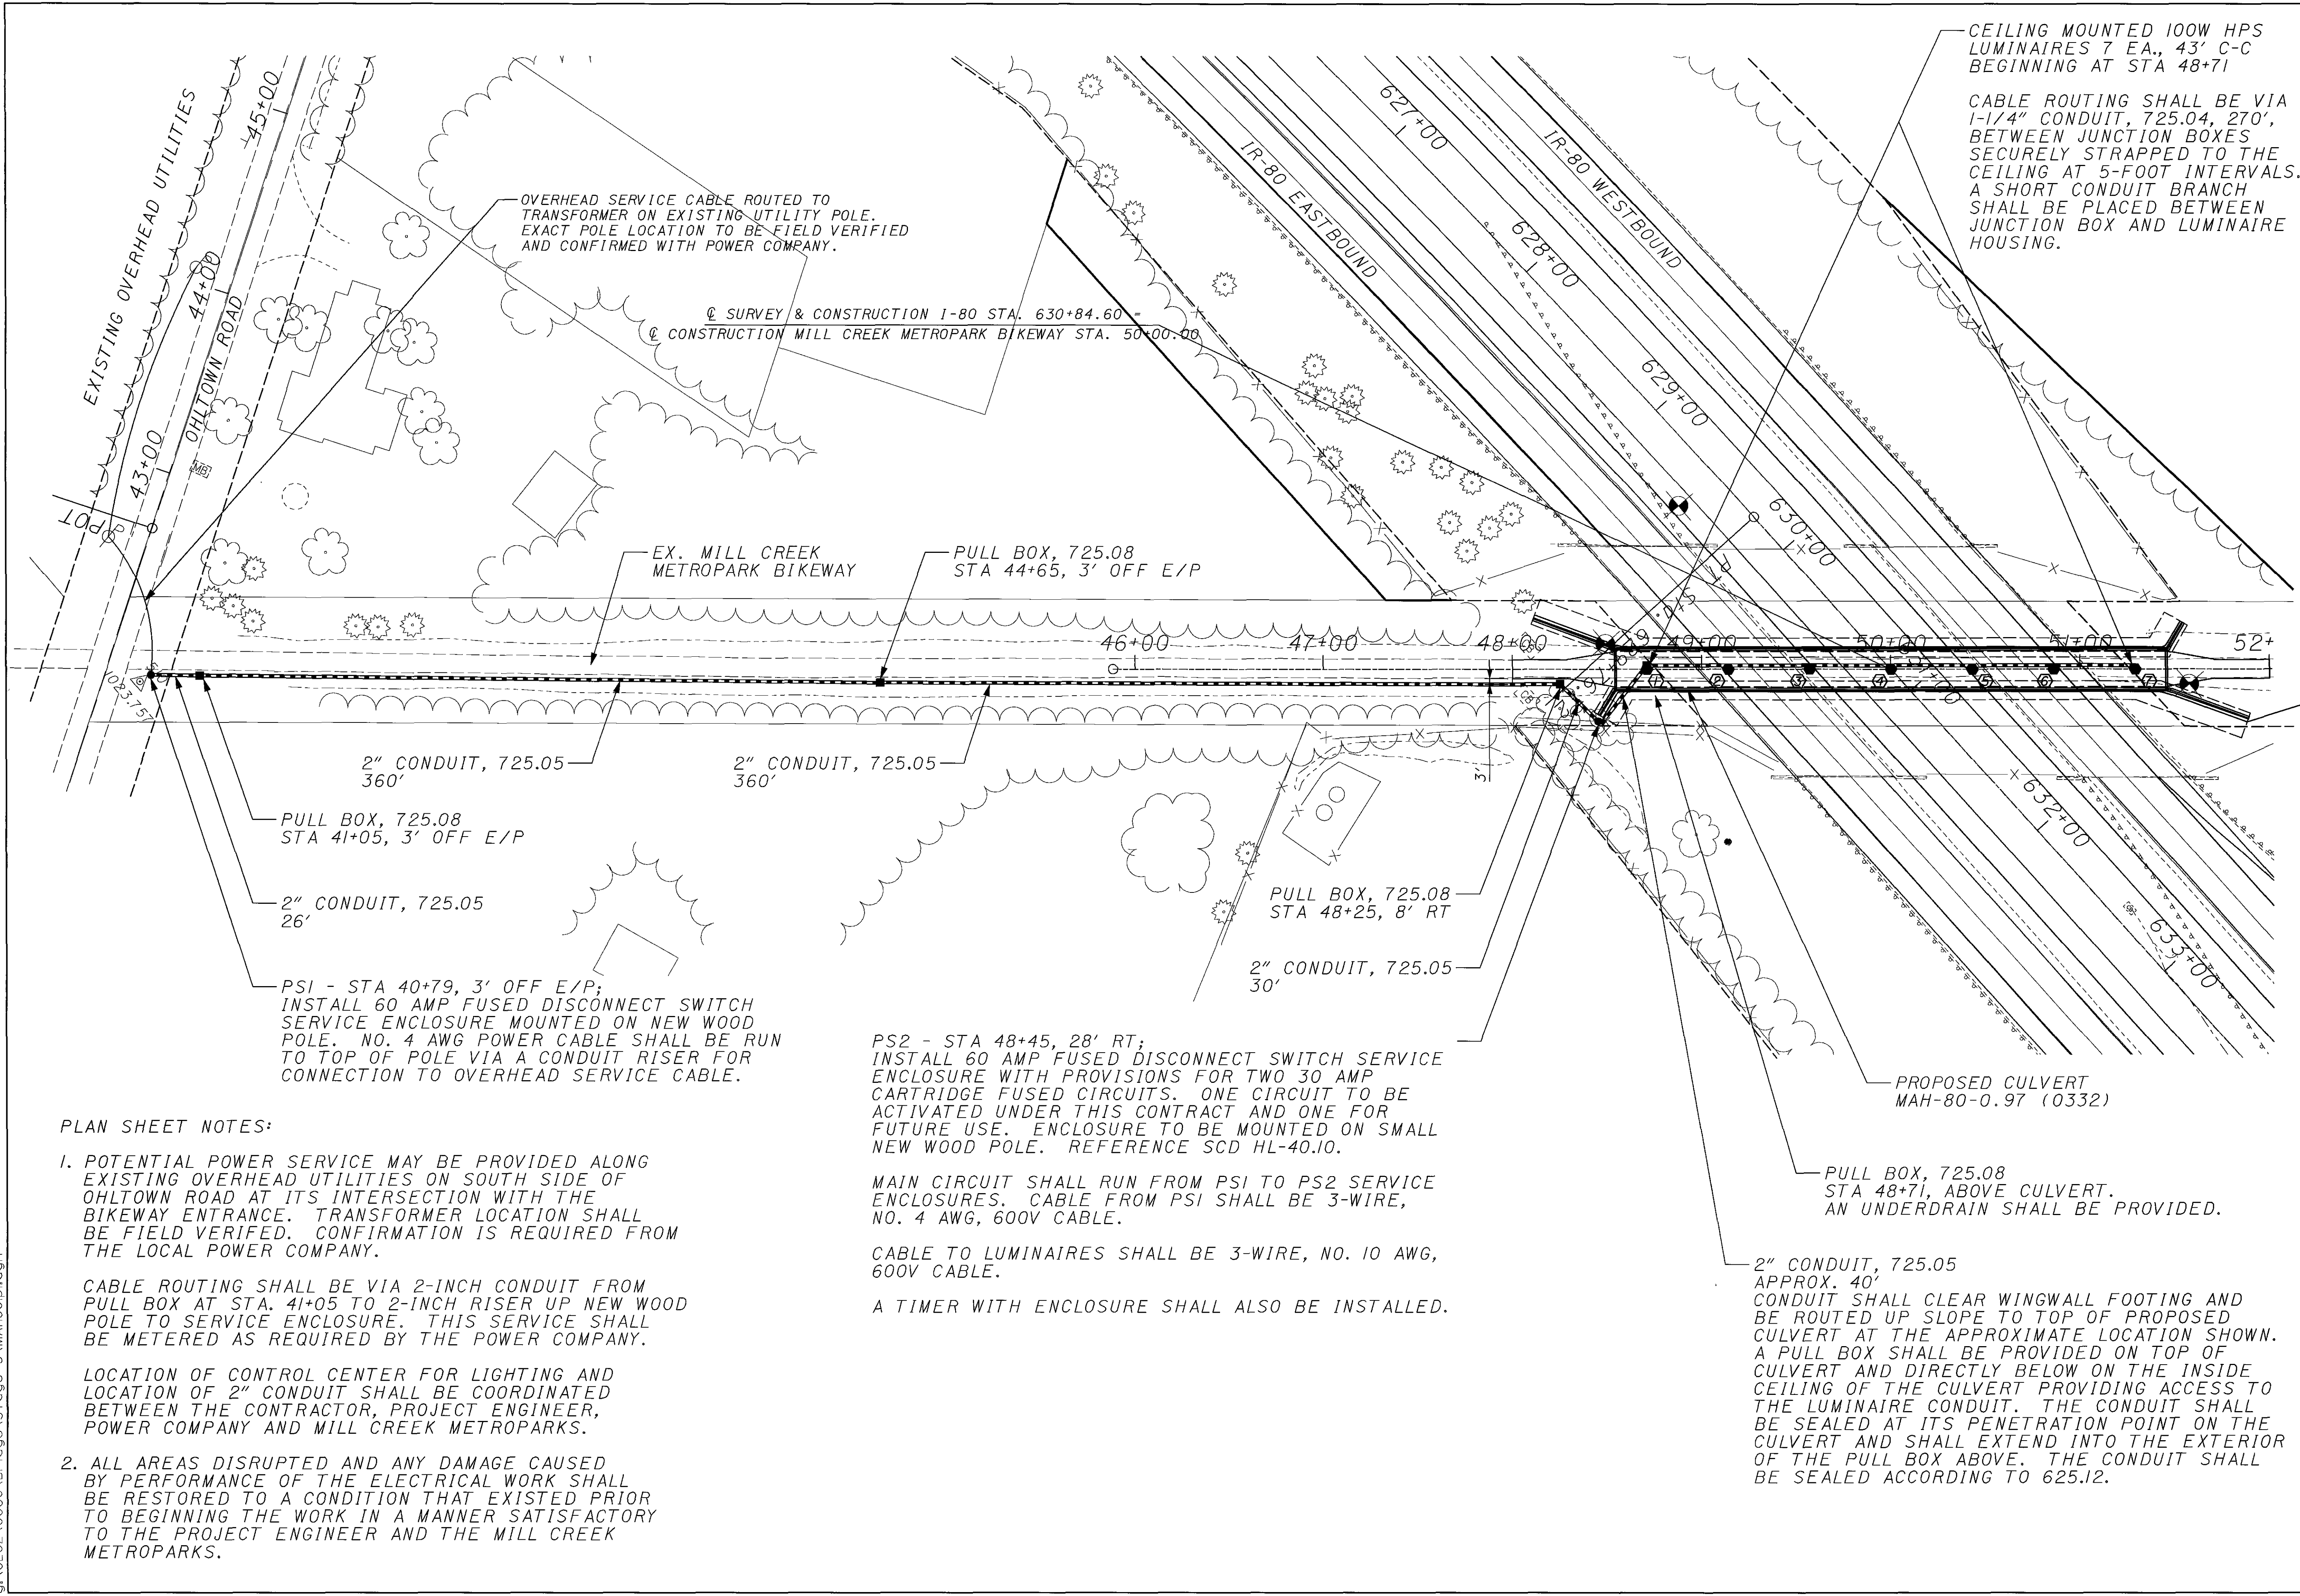 CEILING MOUNTED 100W HPS
LUMINAIRES 7 EA., 43' C-C
BEGINNING AT STA 48+71
CABLE ROUTING SHALL BE VIA
1-1/4" CONDUIT, 725.04, 270',
BETWEEN JUNCTION BOXES
SECURELY STRAPPED TO THE
CEILING AT 5-FOOT INTERVALS.
A SHORT CONDUIT BRANCH
SHALL BE PLACED BETWEEN
JUNCTION BOX AND LUMINAIRE
HOUSING.
EXISTING OVERHEAD UTILITIES
45+00
44+00
43+00
OHLTOWN ROAD
MB
POT
OVERHEAD SERVICE CABLE ROUTED TO
TRANSFORMER ON EXISTING UTILITY POLE.
EXACT POLE LOCATION TO BE FIELD VERIFIED
AND CONFIRMED WITH POWER COMPANY.
℄ SURVEY & CONSTRUCTION I-80 STA. 630+84.60 =
℄ CONSTRUCTION MILL CREEK METROPARK BIKEWAY STA. 50+00.00
IR-80 EASTBOUND
IR-80 WESTBOUND
627+00
628+00
629+00
630+00
632+00
633+00
EX. MILL CREEK
METROPARK BIKEWAY
PULL BOX, 725.08
STA 44+65, 3' OFF E/P
46+00
47+00
48+00
49+00
50+00
51+00
52+
1
2
3
4
5
6
7
1023.757
3'
2" CONDUIT, 725.05
360'
2" CONDUIT, 725.05
360'
PULL BOX, 725.08
STA 41+05, 3' OFF E/P
2" CONDUIT, 725.05
26'
PULL BOX, 725.08
STA 48+25, 8' RT
2" CONDUIT, 725.05
30'
PS1 - STA 40+79, 3' OFF E/P;
INSTALL 60 AMP FUSED DISCONNECT SWITCH
SERVICE ENCLOSURE MOUNTED ON NEW WOOD
POLE.  NO. 4 AWG POWER CABLE SHALL BE RUN
TO TOP OF POLE VIA A CONDUIT RISER FOR
CONNECTION TO OVERHEAD SERVICE CABLE.
PS2 - STA 48+45, 28' RT;
INSTALL 60 AMP FUSED DISCONNECT SWITCH SERVICE
ENCLOSURE WITH PROVISIONS FOR TWO 30 AMP
CARTRIDGE FUSED CIRCUITS.  ONE CIRCUIT TO BE
ACTIVATED UNDER THIS CONTRACT AND ONE FOR
FUTURE USE.  ENCLOSURE TO BE MOUNTED ON SMALL
NEW WOOD POLE.  REFERENCE SCD HL-40.10.
MAIN CIRCUIT SHALL RUN FROM PS1 TO PS2 SERVICE
ENCLOSURES.  CABLE FROM PS1 SHALL BE 3-WIRE,
NO. 4 AWG, 600V CABLE.
CABLE TO LUMINAIRES SHALL BE 3-WIRE, NO. 10 AWG,
600V CABLE.
A TIMER WITH ENCLOSURE SHALL ALSO BE INSTALLED.
PROPOSED CULVERT
MAH-80-0.97 (0332)
PULL BOX, 725.08
STA 48+71, ABOVE CULVERT.
AN UNDERDRAIN SHALL BE PROVIDED.
2" CONDUIT, 725.05
APPROX. 40'
CONDUIT SHALL CLEAR WINGWALL FOOTING AND
BE ROUTED UP SLOPE TO TOP OF PROPOSED
CULVERT AT THE APPROXIMATE LOCATION SHOWN.
A PULL BOX SHALL BE PROVIDED ON TOP OF
CULVERT AND DIRECTLY BELOW ON THE INSIDE
CEILING OF THE CULVERT PROVIDING ACCESS TO
THE LUMINAIRE CONDUIT.  THE CONDUIT SHALL
BE SEALED AT ITS PENETRATION POINT ON THE
CULVERT AND SHALL EXTEND INTO THE EXTERIOR
OF THE PULL BOX ABOVE.  THE CONDUIT SHALL
BE SEALED ACCORDING TO 625.12.
PLAN SHEET NOTES:
1. POTENTIAL POWER SERVICE MAY BE PROVIDED ALONG
EXISTING OVERHEAD UTILITIES ON SOUTH SIDE OF
OHLTOWN ROAD AT ITS INTERSECTION WITH THE
BIKEWAY ENTRANCE.  TRANSFORMER LOCATION SHALL
BE FIELD VERIFED.  CONFIRMATION IS REQUIRED FROM
THE LOCAL POWER COMPANY.
CABLE ROUTING SHALL BE VIA 2-INCH CONDUIT FROM
PULL BOX AT STA. 41+05 TO 2-INCH RISER UP NEW WOOD
POLE TO SERVICE ENCLOSURE.  THIS SERVICE SHALL
BE METERED AS REQUIRED BY THE POWER COMPANY.
LOCATION OF CONTROL CENTER FOR LIGHTING AND
LOCATION OF 2" CONDUIT SHALL BE COORDINATED
BETWEEN THE CONTRACTOR, PROJECT ENGINEER,
POWER COMPANY AND MILL CREEK METROPARKS.
2. ALL AREAS DISRUPTED AND ANY DAMAGE CAUSED
BY PERFORMANCE OF THE ELECTRICAL WORK SHALL
BE RESTORED TO A CONDITION THAT EXISTED PRIOR
TO BEGINNING THE WORK IN A MANNER SATISFACTORY
TO THE PROJECT ENGINEER AND THE MILL CREEK
METROPARKS.